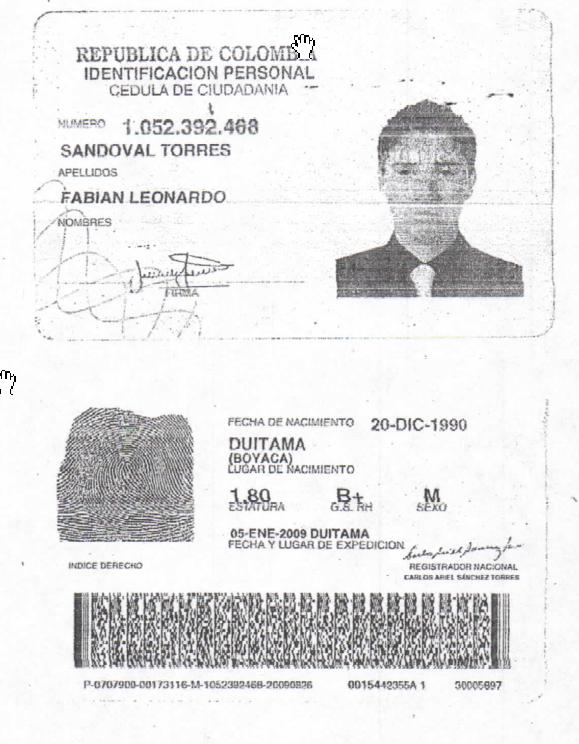 REPUBLICA DE COLOMBIA
IDENTIFICACION PERSONAL
CEDULA DE CIUDADANIA
NUMERO 1.052.392.468
SANDOVAL TORRES
APELLIDOS
FABIAN LEONARDO
NOMBRES
FIRMA
FECHA DE NACIMIENTO 20-DIC-1990
DUITAMA
(BOYACA)
LUGAR DE NACIMIENTO
1.80 B+ M
ESTATURA G.S. RH SEXO
05-ENE-2009 DUITAMA
FECHA Y LUGAR DE EXPEDICION
INDICE DERECHO
REGISTRADOR NACIONAL
CARLOS ARIEL SÁNCHEZ TORRES
P-0707900-00173116-M-1052392468-20090826 0015442355A 1 30005697